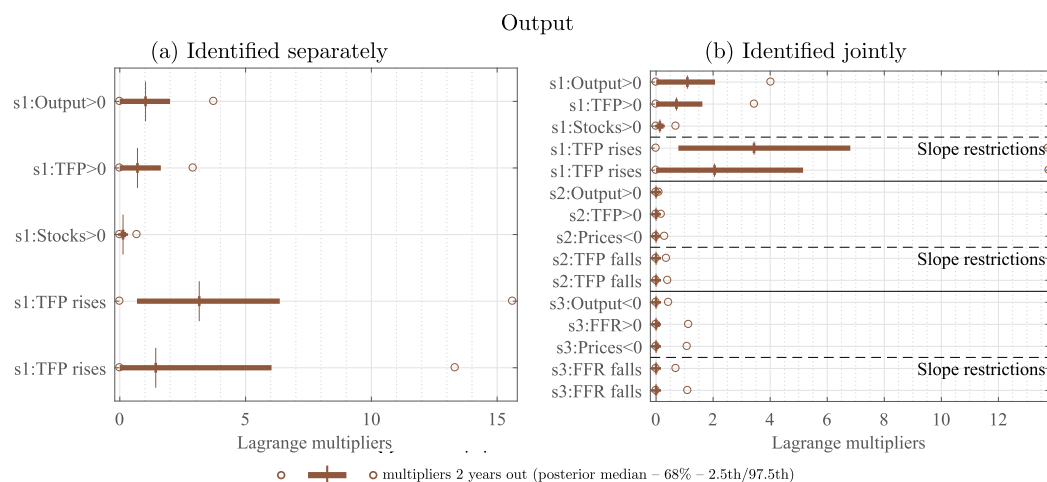 Output
(a) Identified separately
s1:Output>0
s1:TFP>0
s1:Stocks>0
s1:TFP rises
s1:TFP rises
0 5 10 15
Lagrange multipliers
(b) Identified jointly
s1:Output>0
s1:TFP>0
s1:Stocks>0
s1:TFP rises Slope restrictions
s1:TFP rises
s2:Output>0
s2:TFP>0
s2:Prices<0
s2:TFP falls Slope restrictions
s2:TFP falls
s3:Output<0
s3:FFR>0
s3:Prices<0
s3:FFR falls Slope restrictions
s3:FFR falls
0 2 4 6 8 10 12
Lagrange multipliers
multipliers 2 years out (posterior median – 68% – 2.5th/97.5th)